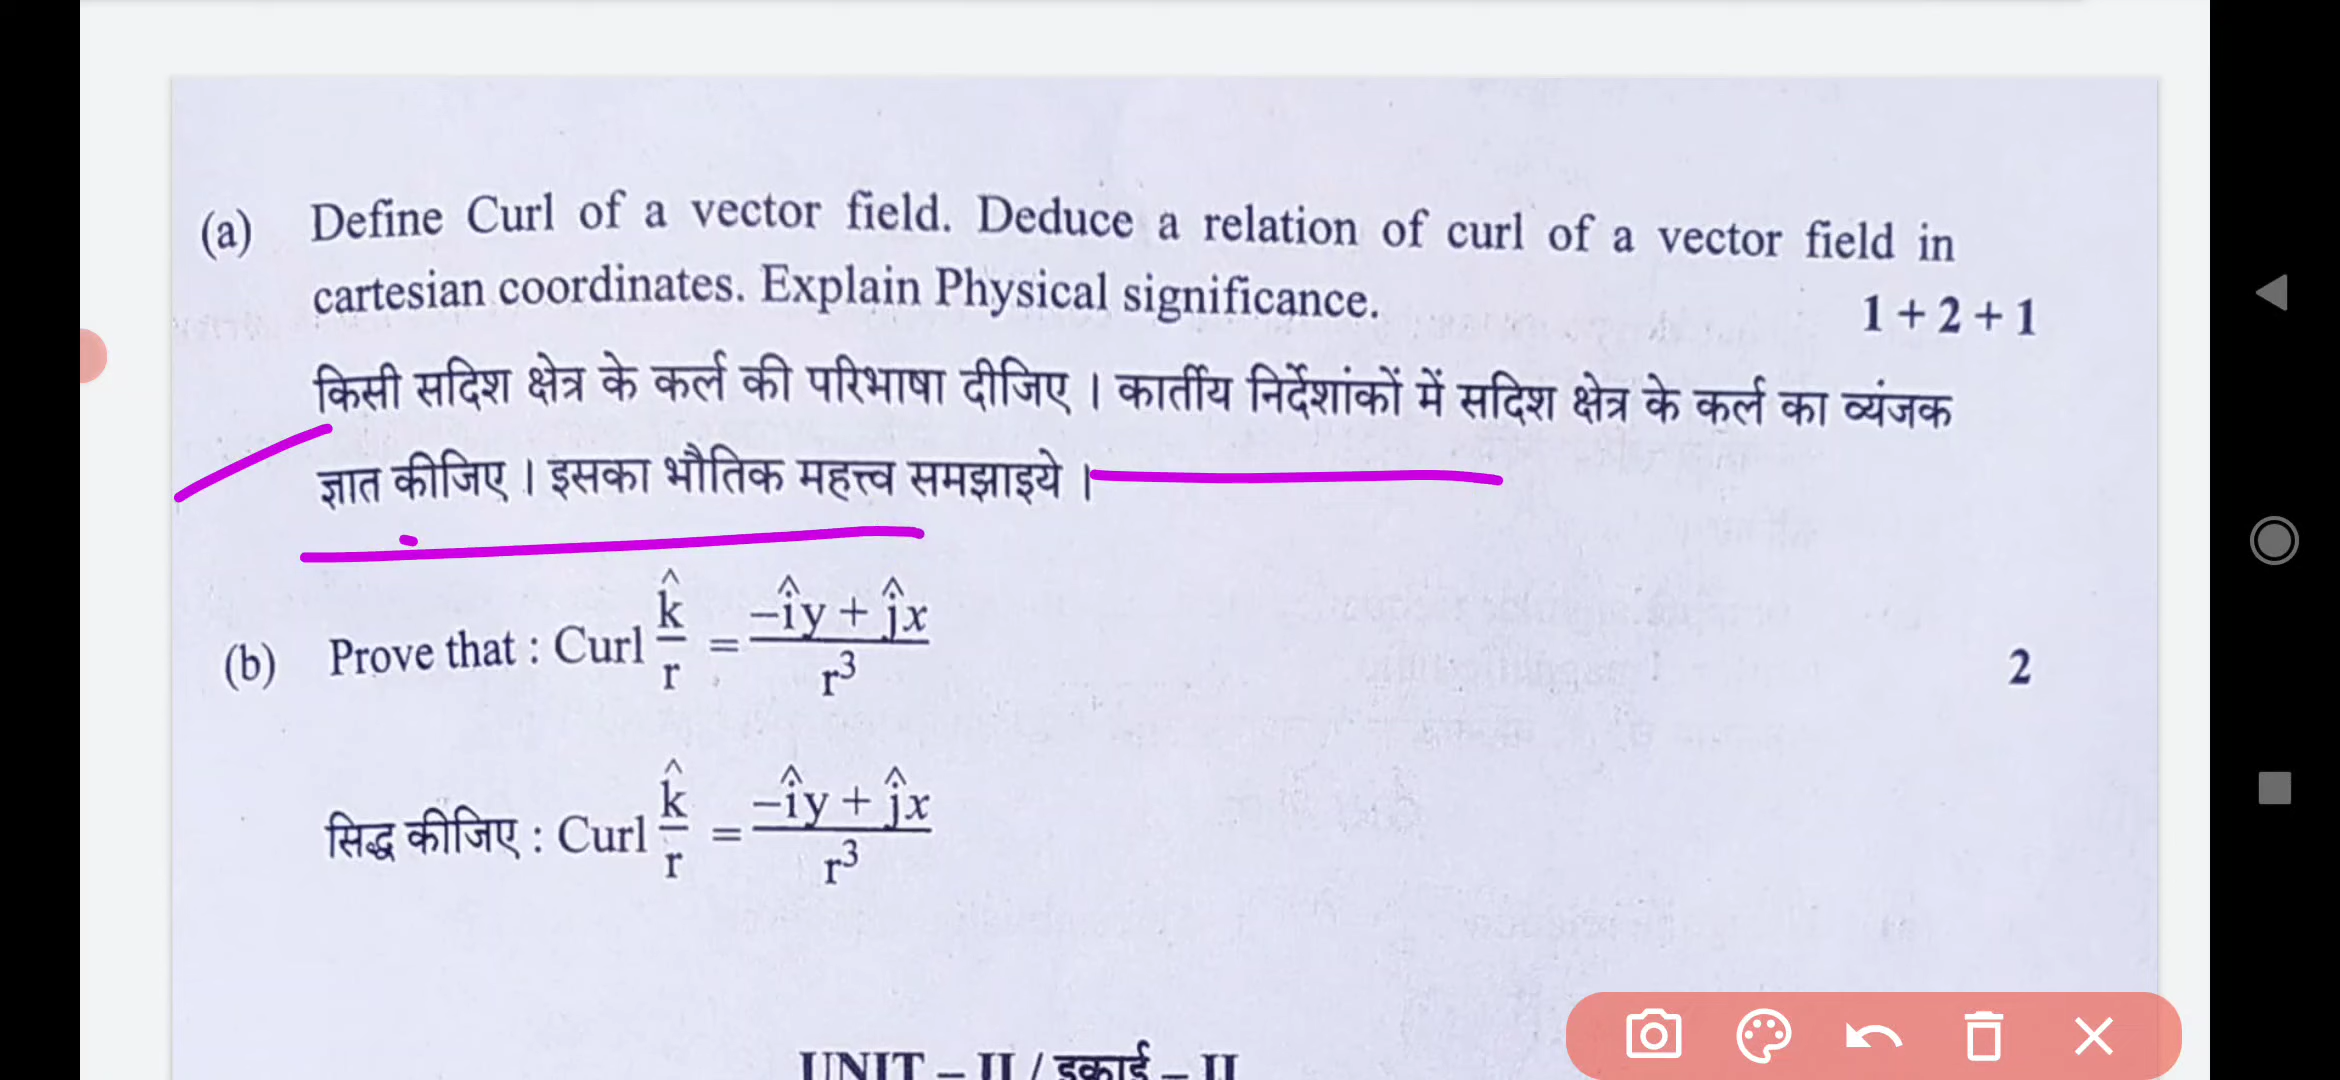 (a) Define Curl of a vector field. Deduce a relation of curl of a vector field in
cartesian coordinates. Explain Physical significance. 1 + 2 + 1
किसी सदिश क्षेत्र के कर्ल की परिभाषा दीजिए । कार्तीय निर्देशांकों में सदिश क्षेत्र के कर्ल का व्यंजक
ज्ञात कीजिए । इसका भौतिक महत्त्व समझाइये ।
(b) Prove that : Curl k̂/r = (–îy + ĵx)/r³ 2
सिद्ध कीजिए : Curl k̂/r = (–îy + ĵx)/r³
UNIT – II / इकाई – II